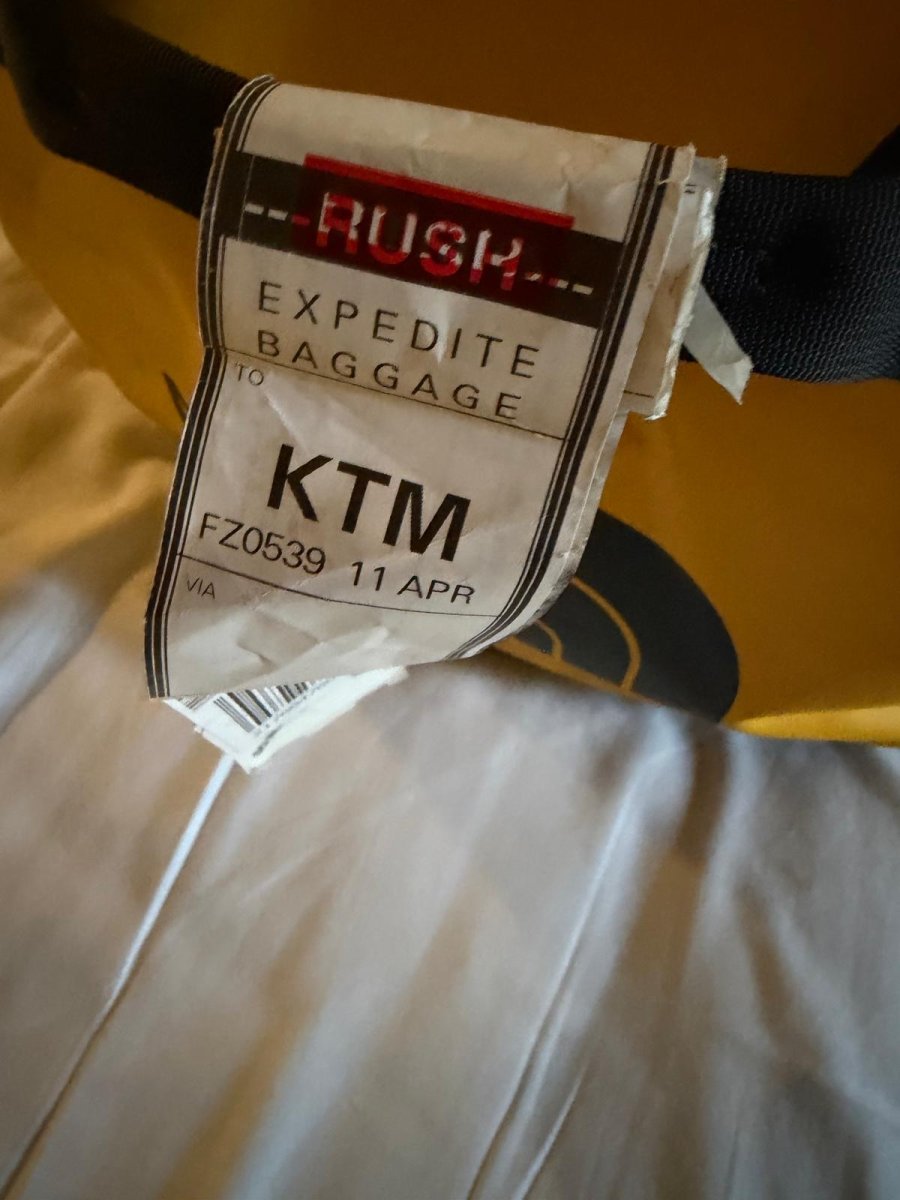 ---RUSH---
EXPEDITE
BAGGAGE
TO
KTM
FZ0539 11 APR
VIA